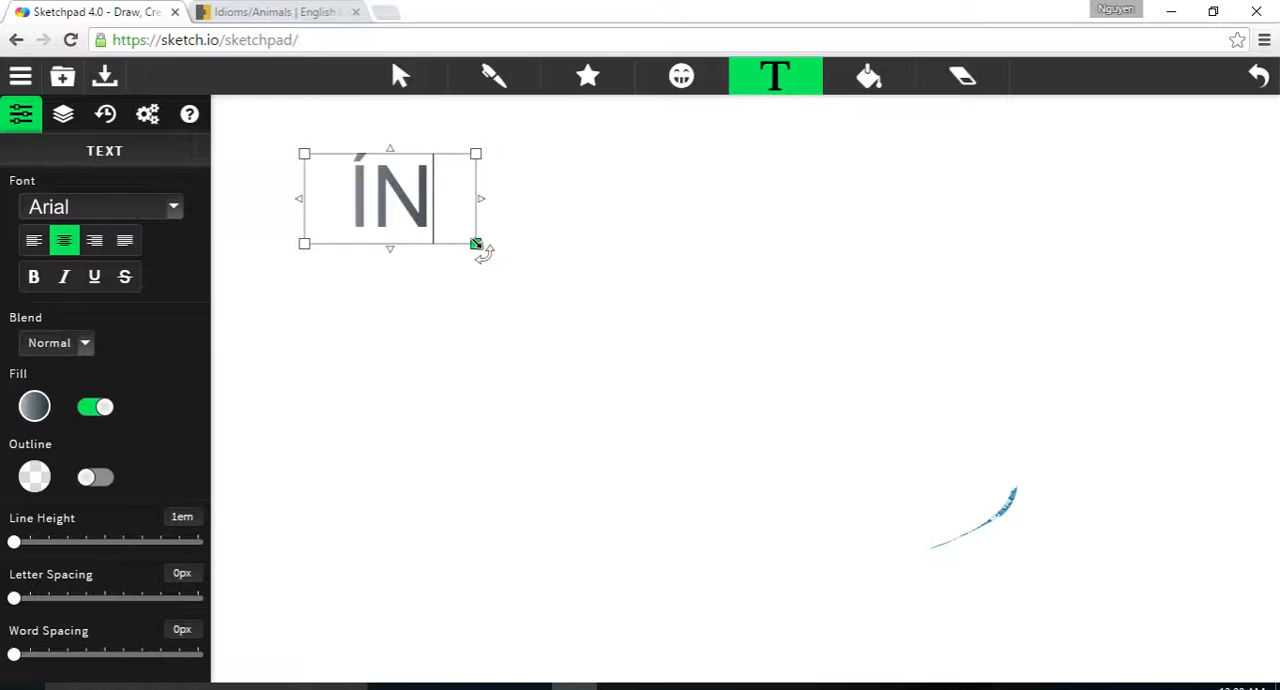 Sketchpad 4.0 - Draw, Cre
Idioms/Animals | English
Nguyen
https://sketch.io/sketchpad/
T
TEXT
Font
Arial
B I U S
ÍN
Blend
Normal
Fill
Outline
Line Height 1em
Letter Spacing 0px
Word Spacing 0px